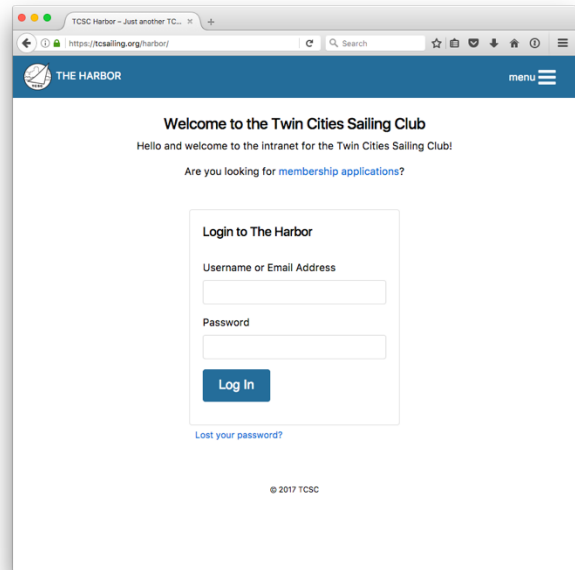 TCSC Harbor – Just another TC...
https://tcsailing.org/harbor/
Search
TCSC
THE HARBOR
menu
Welcome to the Twin Cities Sailing Club
Hello and welcome to the intranet for the Twin Cities Sailing Club!
Are you looking for membership applications?
Login to The Harbor
Username or Email Address
Password
Log In
Lost your password?
© 2017 TCSC